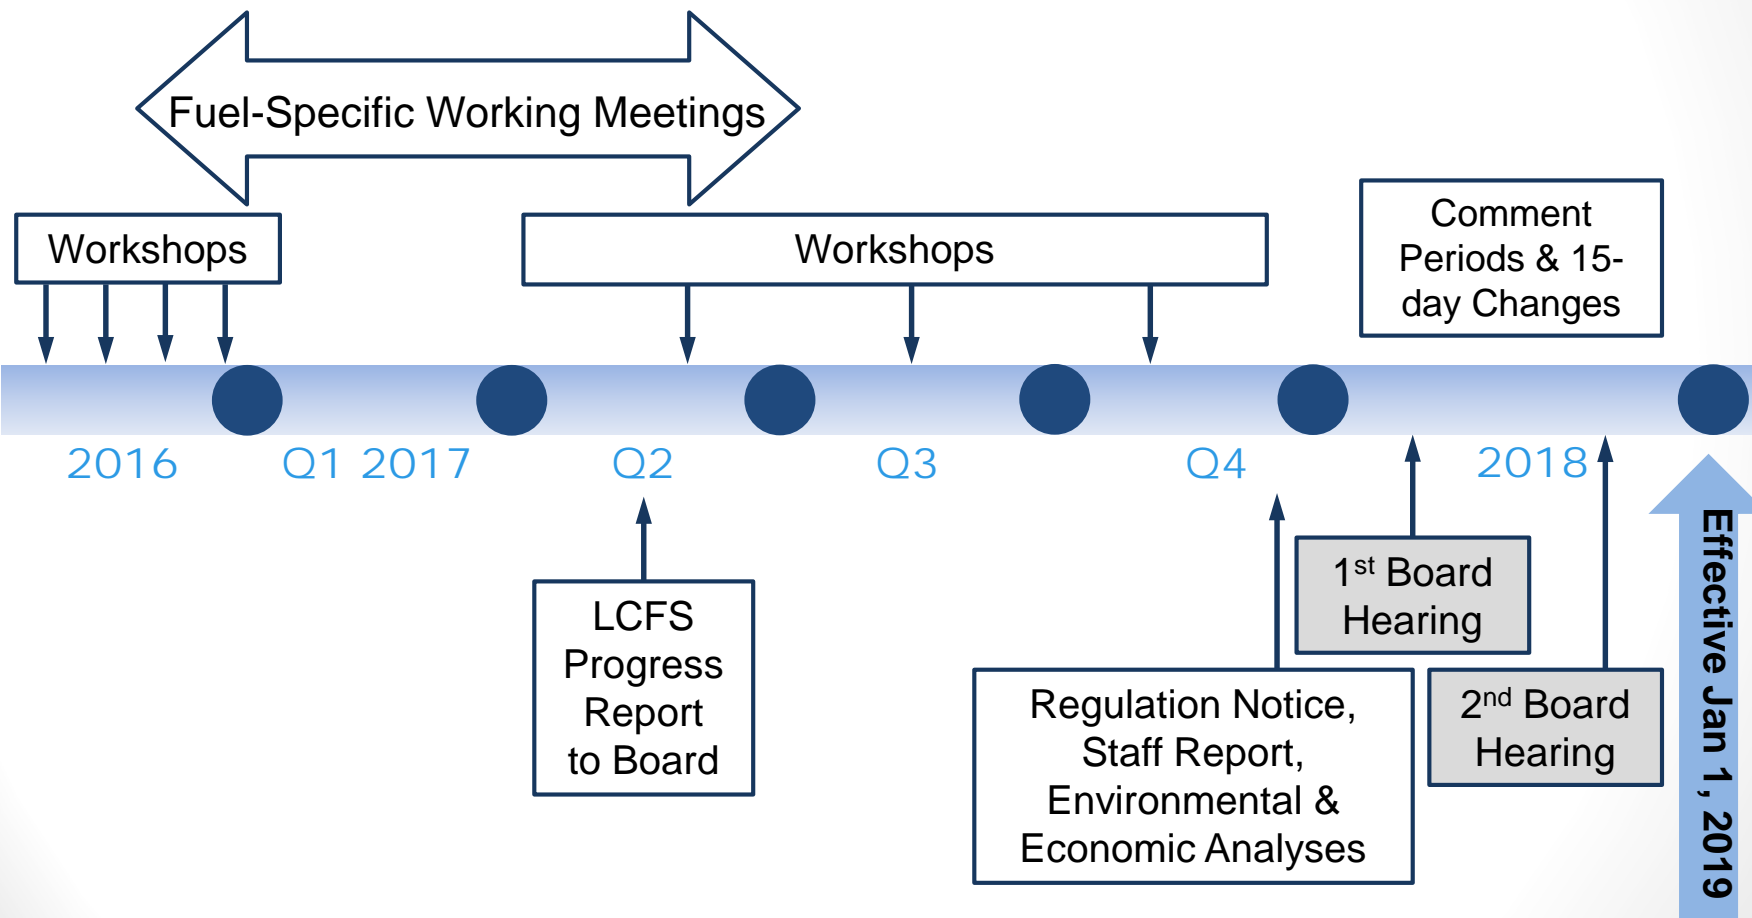 Fuel-Specific Working Meetings
Workshops
Workshops
Comment
Periods & 15-
day Changes
2016
Q1 2017
Q2
Q3
Q4
2018
LCFS
Progress
Report
to Board
Regulation Notice,
Staff Report,
Environmental &
Economic Analyses
1st Board
Hearing
2nd Board
Hearing
Effective Jan 1, 2019